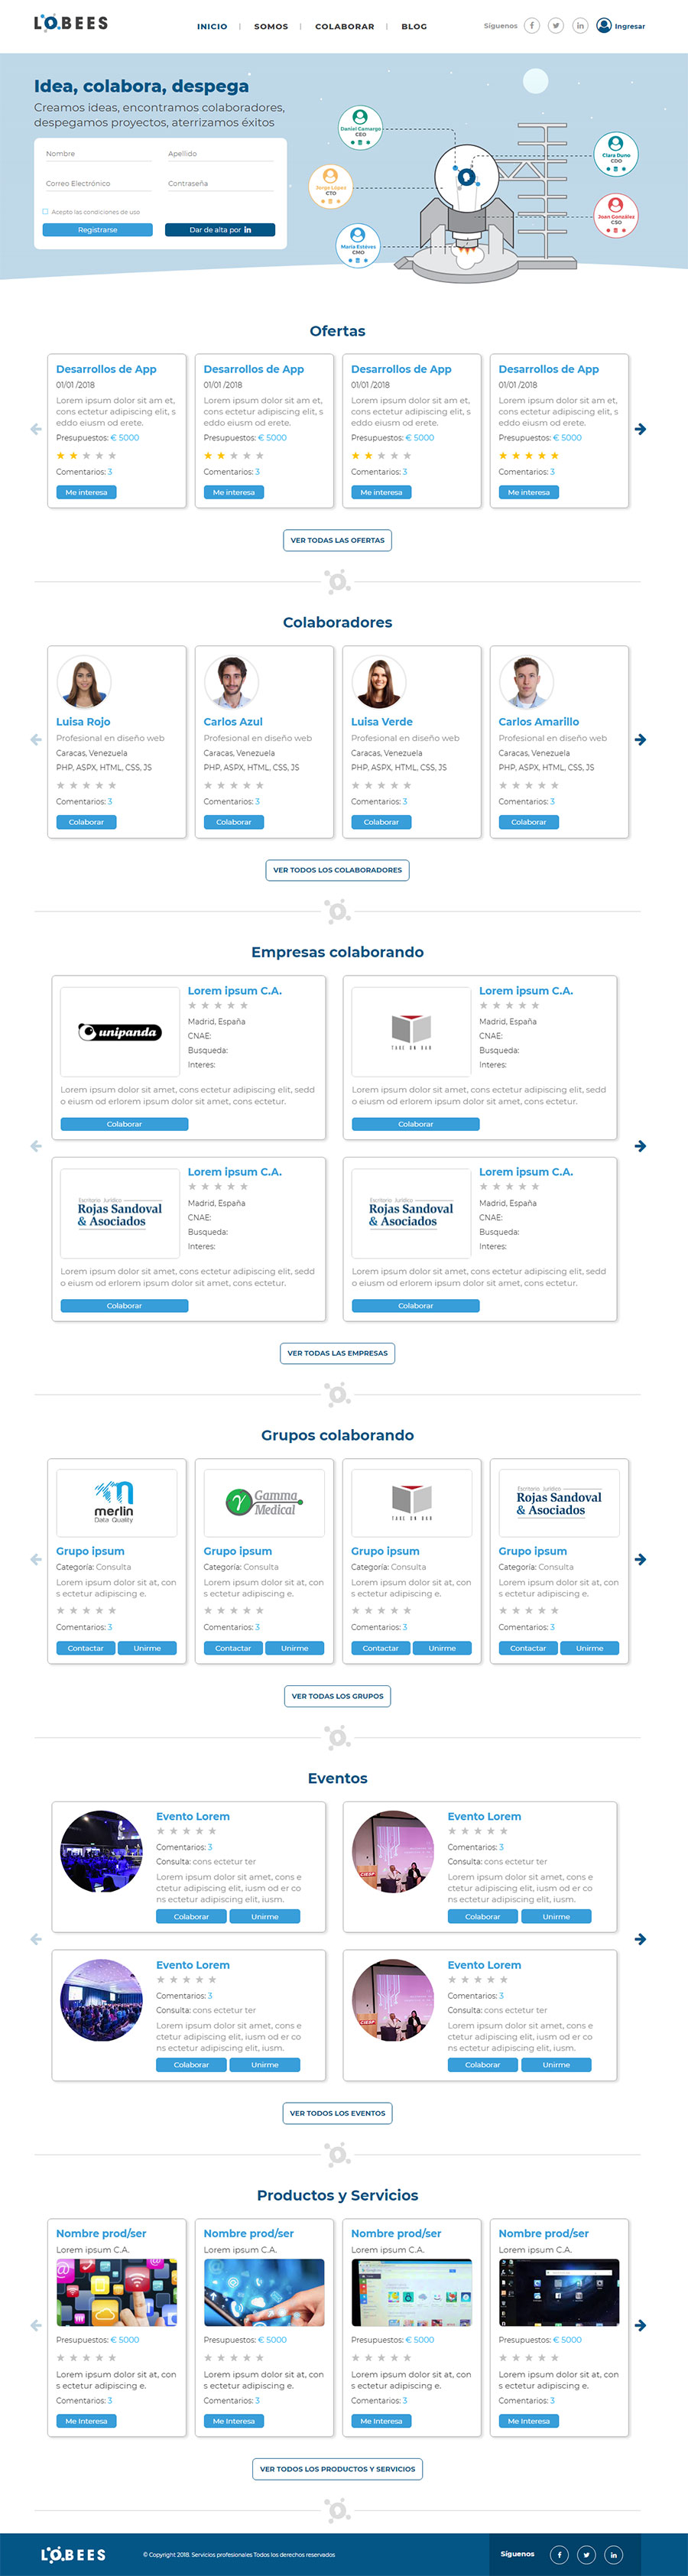 LOBEES
INICIO | SOMOS | COLABORAR | BLOG
Síguenos
Ingresar
Idea, colabora, despega
Creamos ideas, encontramos colaboradores,
despegamos proyectos, aterrizamos éxitos
Nombre
Apellido
Correo Electrónico
Contraseña
Acepto las condiciones de uso
Registrarse
Dar de alta por in
Daniel Camargo
CEO
Clara Duno
CDO
Jorge López
CTO
Juan González
CSO
María Estéves
CMO
Ofertas
Desarrollos de App
01/01 /2018
Lorem ipsum dolor sit am et,
cons ectetur adipiscing elit, s
eddo eiusm od erete.
Presupuestos: € 5000
Comentarios: 3
Me interesa
Desarrollos de App
01/01 /2018
Lorem ipsum dolor sit am et,
cons ectetur adipiscing elit, s
eddo eiusm od erete.
Presupuestos: € 5000
Comentarios: 3
Me interesa
Desarrollos de App
01/01 /2018
Lorem ipsum dolor sit am et,
cons ectetur adipiscing elit, s
eddo eiusm od erete.
Presupuestos: € 5000
Comentarios: 3
Me interesa
Desarrollos de App
01/01 /2018
Lorem ipsum dolor sit am et,
cons ectetur adipiscing elit, s
eddo eiusm od erete.
Presupuestos: € 5000
Comentarios: 3
Me interesa
VER TODAS LAS OFERTAS
Colaboradores
Luisa Rojo
Profesional en diseño web
Caracas, Venezuela
PHP, ASPX, HTML, CSS, JS
Comentarios: 3
Colaborar
Carlos Azul
Profesional en diseño web
Caracas, Venezuela
PHP, ASPX, HTML, CSS, JS
Comentarios: 3
Colaborar
Luisa Verde
Profesional en diseño web
Caracas, Venezuela
PHP, ASPX, HTML, CSS, JS
Comentarios: 3
Colaborar
Carlos Amarillo
Profesional en diseño web
Caracas, Venezuela
PHP, ASPX, HTML, CSS, JS
Comentarios: 3
Colaborar
VER TODOS LOS COLABORADORES
Empresas colaborando
unipanda
Lorem ipsum C.A.
Madrid, España
CNAE:
Busqueda:
Interes:
Lorem ipsum dolor sit amet, cons ectetur adipiscing elit, sedd
o eiusm od erlorem ipsum dolor sit amet, cons ectetur.
Colaborar
TAKE ON BAR
Lorem ipsum C.A.
Madrid, España
CNAE:
Busqueda:
Interes:
Lorem ipsum dolor sit amet, cons ectetur adipiscing elit, sedd
o eiusm od erlorem ipsum dolor sit amet, cons ectetur.
Colaborar
Escritorio Jurídico
Rojas Sandoval
& Asociados
Lorem ipsum C.A.
Madrid, España
CNAE:
Busqueda:
Interes:
Lorem ipsum dolor sit amet, cons ectetur adipiscing elit, sedd
o eiusm od erlorem ipsum dolor sit amet, cons ectetur.
Colaborar
Escritorio Jurídico
Rojas Sandoval
& Asociados
Lorem ipsum C.A.
Madrid, España
CNAE:
Busqueda:
Interes:
Lorem ipsum dolor sit amet, cons ectetur adipiscing elit, sedd
o eiusm od erlorem ipsum dolor sit amet, cons ectetur.
Colaborar
VER TODAS LAS EMPRESAS
Grupos colaborando
merlin
Data Quality
Grupo ipsum
Categoría: Consulta
Lorem ipsum dolor sit at, con
s ectetur adipiscing e.
Comentarios: 3
Contactar
Unirme
Gamma
Medical
Grupo ipsum
Categoría: Consulta
Lorem ipsum dolor sit at, con
s ectetur adipiscing e.
Comentarios: 3
Contactar
Unirme
TAKE ON BAR
Grupo ipsum
Categoría: Consulta
Lorem ipsum dolor sit at, con
s ectetur adipiscing e.
Comentarios: 3
Contactar
Unirme
Escritorio Jurídico
Rojas Sandoval
& Asociados
Grupo ipsum
Categoría: Consulta
Lorem ipsum dolor sit at, con
s ectetur adipiscing e.
Comentarios: 3
Contactar
Unirme
VER TODAS LOS GRUPOS
Eventos
Evento Lorem
Comentarios: 3
Consulta: cons ectetur ter
Lorem ipsum dolor sit amet, cons e
ctetur adipiscing elit, iusm od er co
ns ectetur adipiscing elit, iusm.
Colaborar
Unirme
CIEBP
Evento Lorem
Comentarios: 3
Consulta: cons ectetur ter
Lorem ipsum dolor sit amet, cons e
ctetur adipiscing elit, iusm od er co
ns ectetur adipiscing elit, iusm.
Colaborar
Unirme
Evento Lorem
Comentarios: 3
Consulta: cons ectetur ter
Lorem ipsum dolor sit amet, cons e
ctetur adipiscing elit, iusm od er co
ns ectetur adipiscing elit, iusm.
Colaborar
Unirme
CIEBP
Evento Lorem
Comentarios: 3
Consulta: cons ectetur ter
Lorem ipsum dolor sit amet, cons e
ctetur adipiscing elit, iusm od er co
ns ectetur adipiscing elit, iusm.
Colaborar
Unirme
VER TODOS LOS EVENTOS
Productos y Servicios
Nombre prod/ser
Lorem ipsum C.A.
Presupuestos: € 5000
Lorem ipsum dolor sit at, con
s ectetur adipiscing e.
Comentarios: 3
Me Interesa
Nombre prod/ser
Lorem ipsum C.A.
Presupuestos: € 5000
Lorem ipsum dolor sit at, con
s ectetur adipiscing e.
Comentarios: 3
Me Interesa
Nombre prod/ser
Lorem ipsum C.A.
Presupuestos: € 5000
Lorem ipsum dolor sit at, con
s ectetur adipiscing e.
Comentarios: 3
Me Interesa
Nombre prod/ser
Lorem ipsum C.A.
Presupuestos: € 5000
Lorem ipsum dolor sit at, con
s ectetur adipiscing e.
Comentarios: 3
Me Interesa
VER TODOS LOS PRODUCTOS Y SERVICIOS
LOBEES
© Copyright 2018. Servicios profesionales Todos los derechos reservados
Síguenos